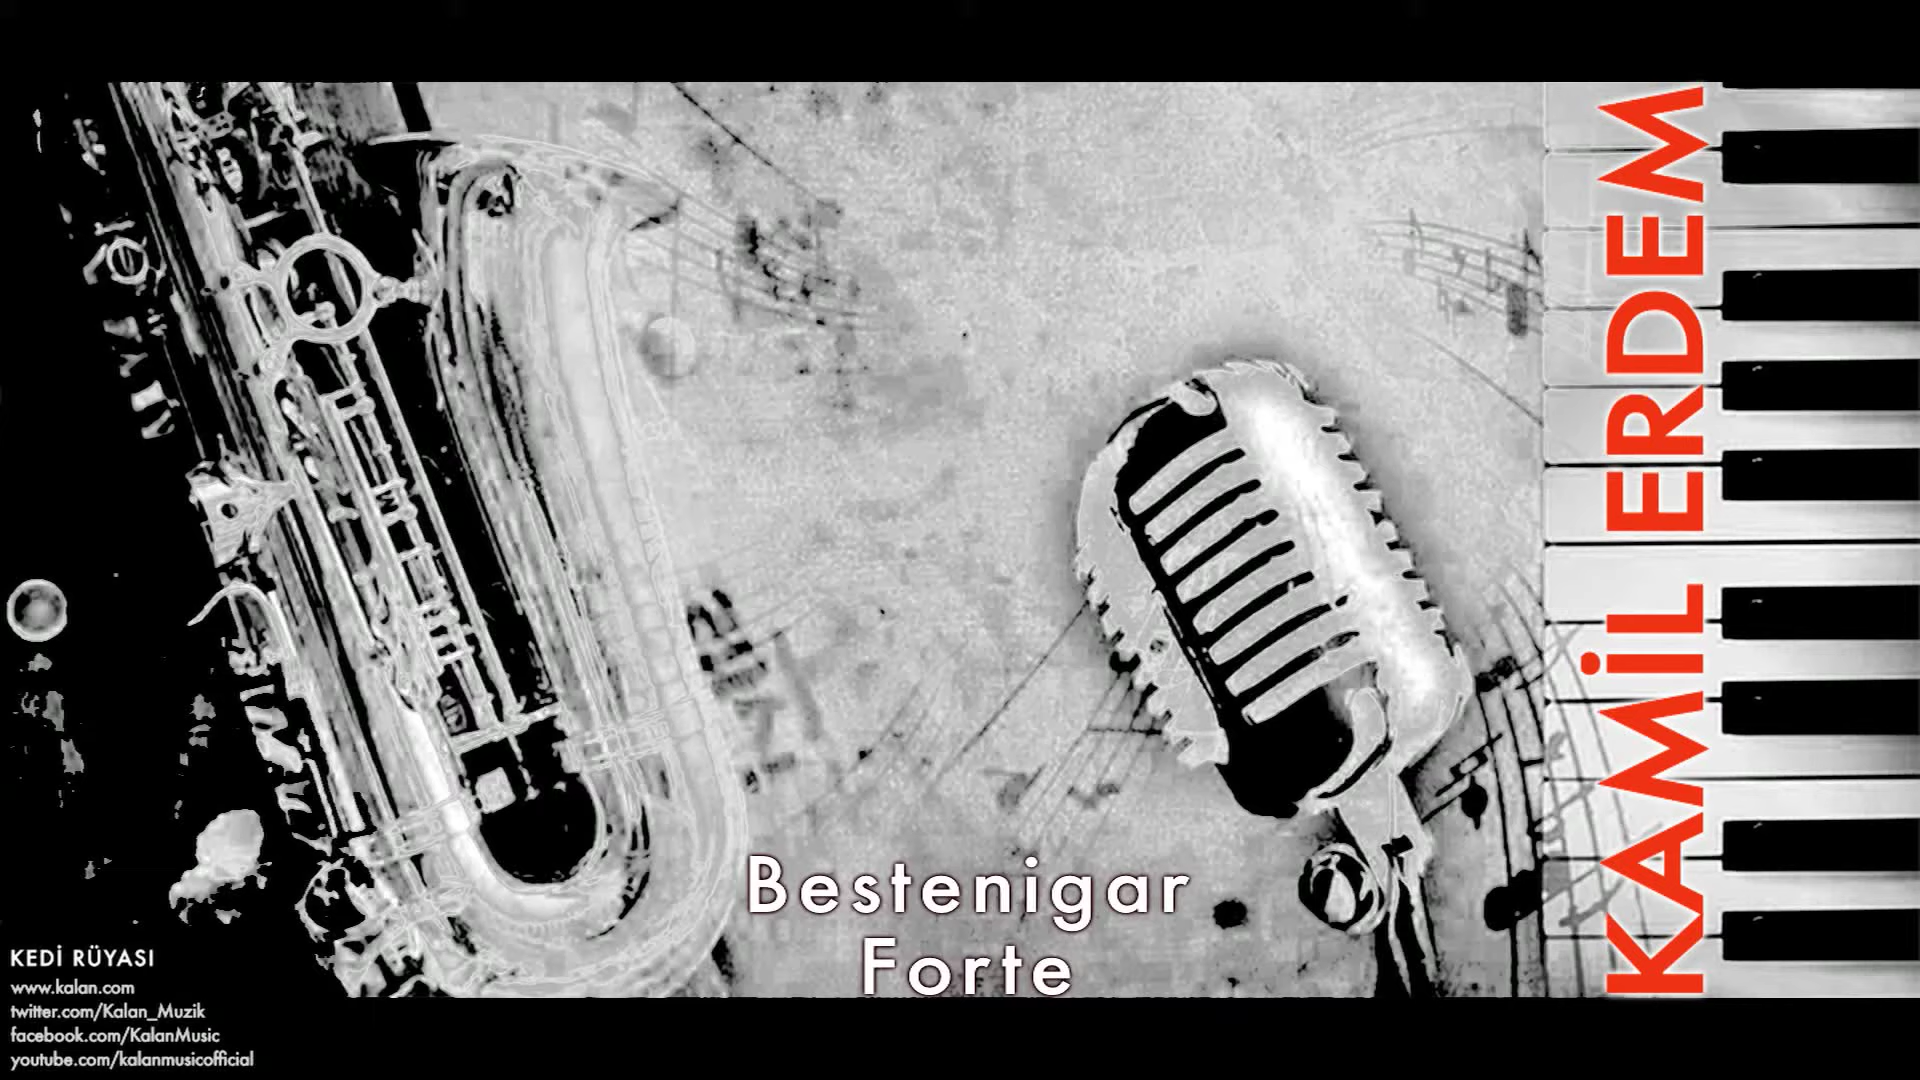 KAMİL ERDEM
Bestenigar
Forte
KEDİ RÜYASI
www.kalan.com
twitter.com/Kalan_Muzik
facebook.com/KalanMusic
youtube.com/kalanmusicofficial